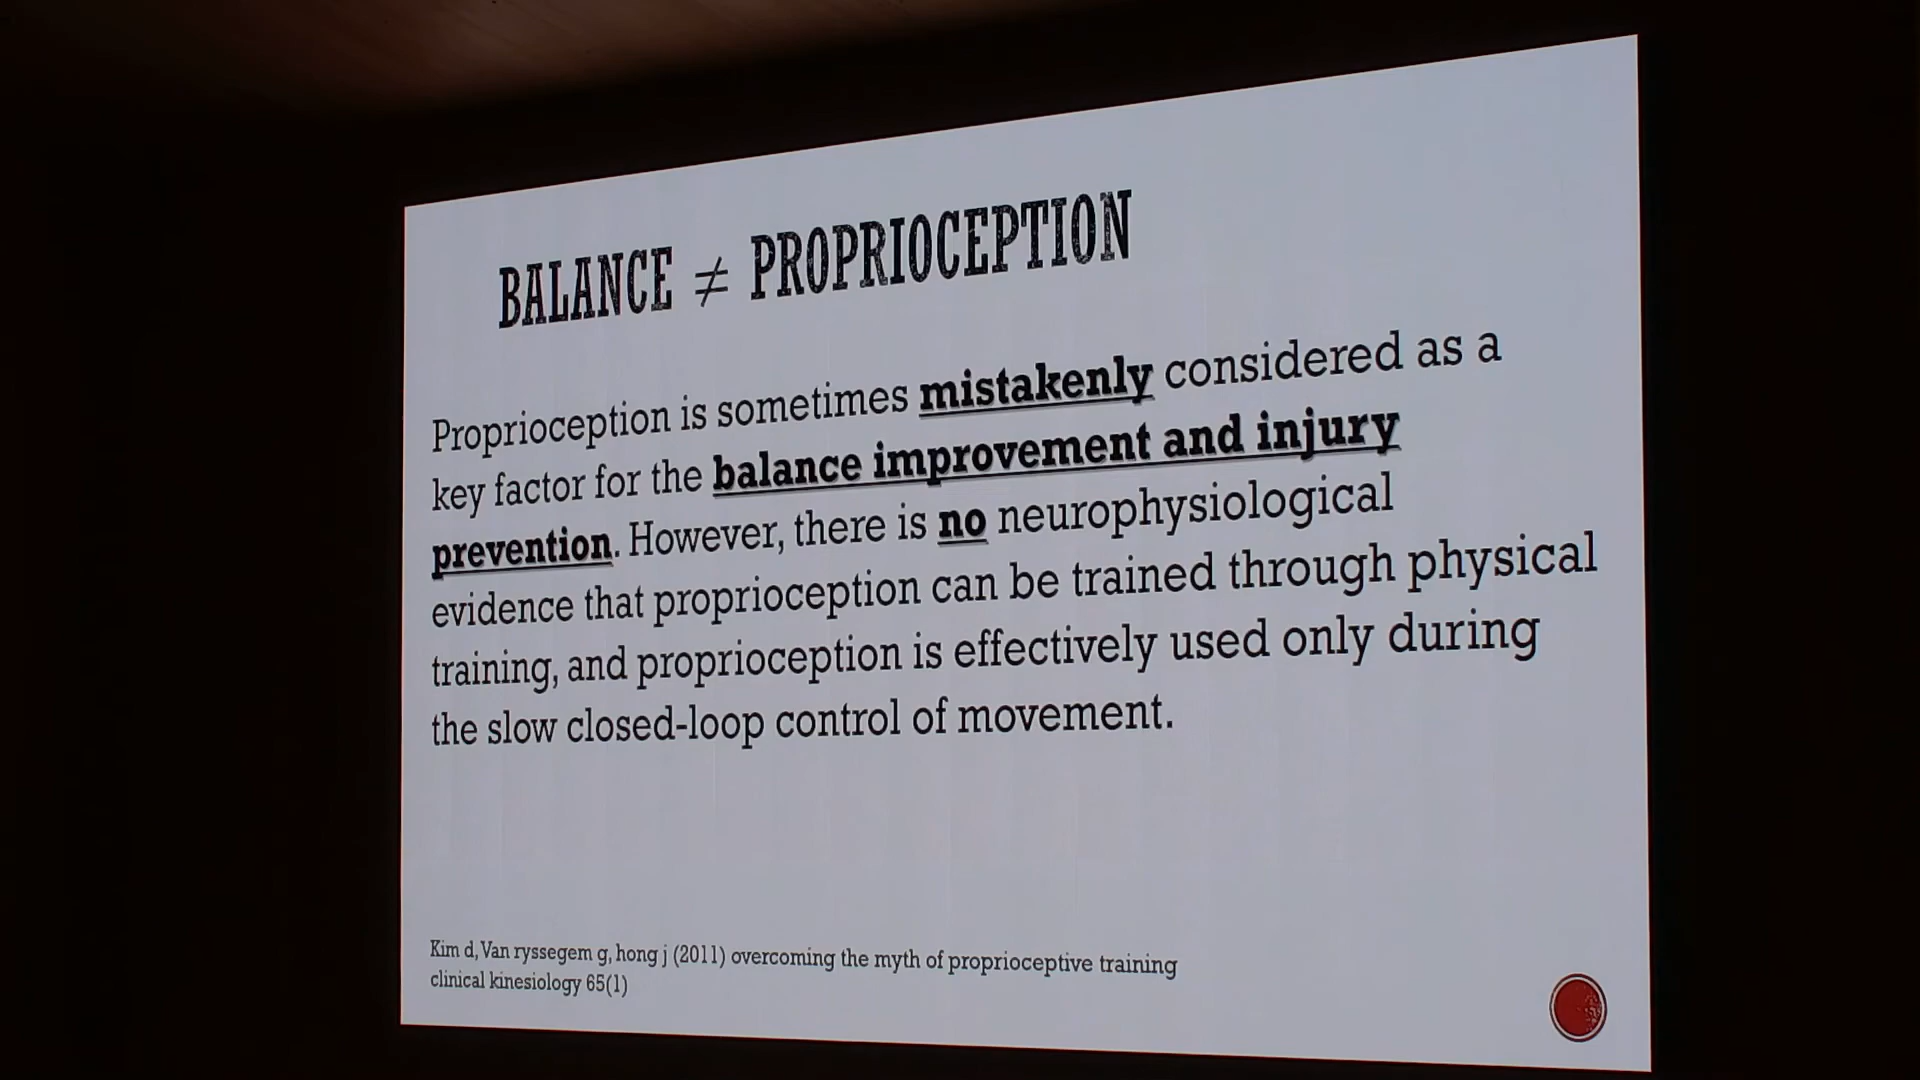 BALANCE ≠ PROPRIOCEPTION
Proprioception is sometimes mistakenly considered as a
key factor for the balance improvement and injury
prevention. However, there is no neurophysiological
evidence that proprioception can be trained through physical
training, and proprioception is effectively used only during
the slow closed-loop control of movement.
Kim d, Van ryssegem g, hong j (2011) overcoming the myth of proprioceptive training
clinical kinesiology 65(1)